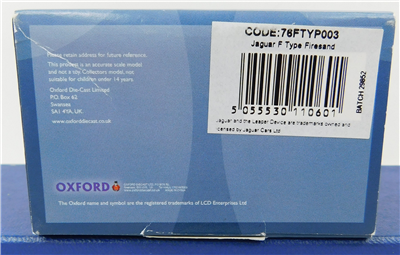 CODE:76FTYP003
Jaguar F Type Firesand
5 055530 110601
BATCH 29852
Jaguar and the Leaper Device are trademarks owned and
licensed by Jaguar Cars Ltd
Please retain address for future reference.
This product is an accurate scale model
and not a toy. Collectors model, not
suitable for children under 14 years.
Oxford Die-Cast Limited
PO Box 62
Swansea
SA1 4YA, UK.
www.oxforddiecast.co.uk
OXFORD
The Oxford name and symbol are the registered trademarks of LCD Enterprises Ltd